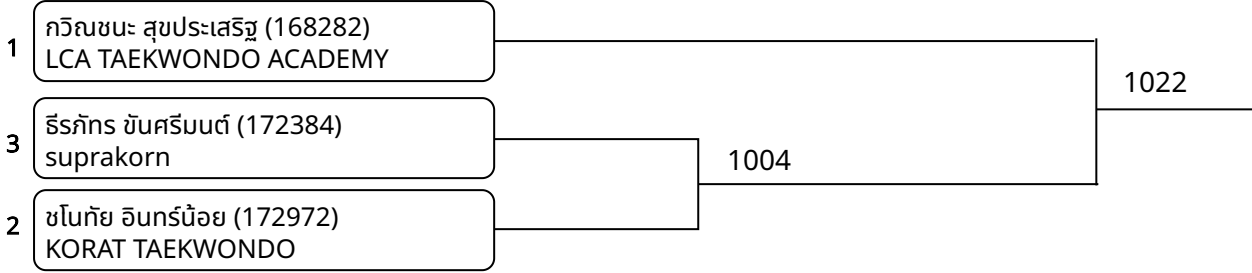 1
กวิณชนะ สุขประเสริฐ (168282)
LCA TAEKWONDO ACADEMY
3
ธีรภัทร ขันศรีมนต์ (172384)
suprakorn
2
ชโนทัย อินทร์น้อย (172972)
KORAT TAEKWONDO
1004
1022